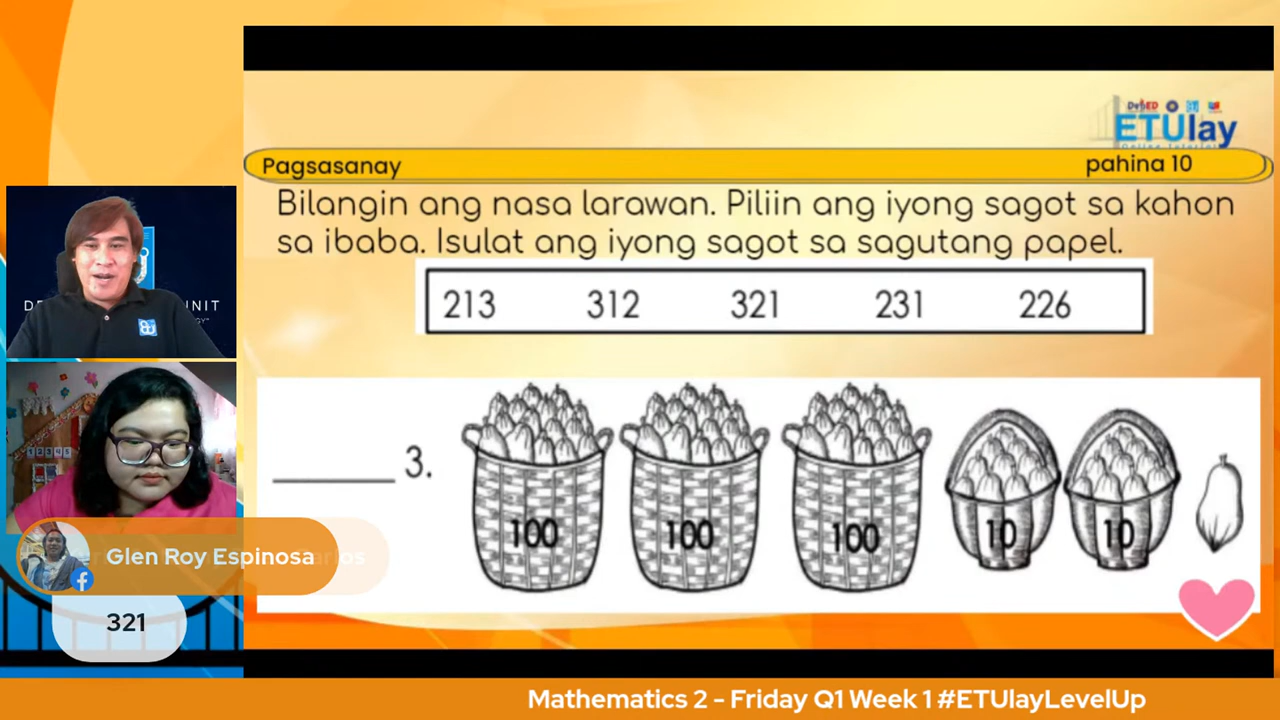 DepED
ETUlay
Pagsasanay
pahina 10
Bilangin ang nasa larawan. Piliin ang iyong sagot sa kahon
sa ibaba. Isulat ang iyong sagot sa sagutang papel.
213 312 321 231 226
3.
100 100 100 10 10
Glen Roy Espinosa
321
Mathematics 2 - Friday Q1 Week 1 #ETUlayLevelUp